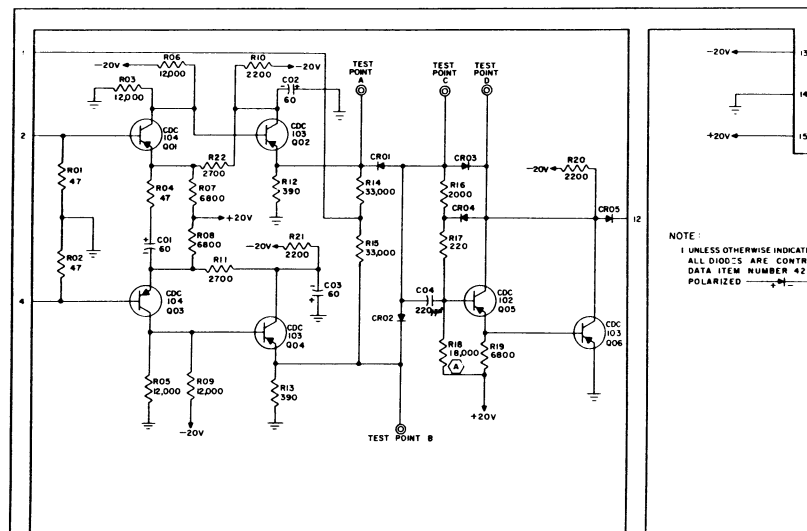 1
2
4
12
-20V
R06
12,000
R03
12,000
R10
2200
-20V
C02
- +
60
CDC
104
Q01
CDC
103
Q02
R22
2700
R01
47
R02
47
R04
47
R07
6800
+20V
R08
6800
C01
+
-
60
R12
390
TEST
POINT
A
CR01
R14
33,000
R15
33,000
-20V
R21
2200
R11
2700
-
C03
+
60
CDC
104
Q03
CDC
103
Q04
R05
12,000
R09
12,000
-20V
R13
390
TEST
POINT
C
TEST
POINT
D
CR03
R16
2000
CR04
R17
220
C04
220μμf
CR02
CDC
102
Q05
R18
18,000
A
R19
6800
+20V
TEST POINT B
-20V
R20
2200
CR05
CDC
103
Q06
-20V
13
14
+20V
15
NOTE:
1 UNLESS OTHERWISE
ALL DIODES ARE
DATA ITEM NUMBER 42
POLARIZED + -